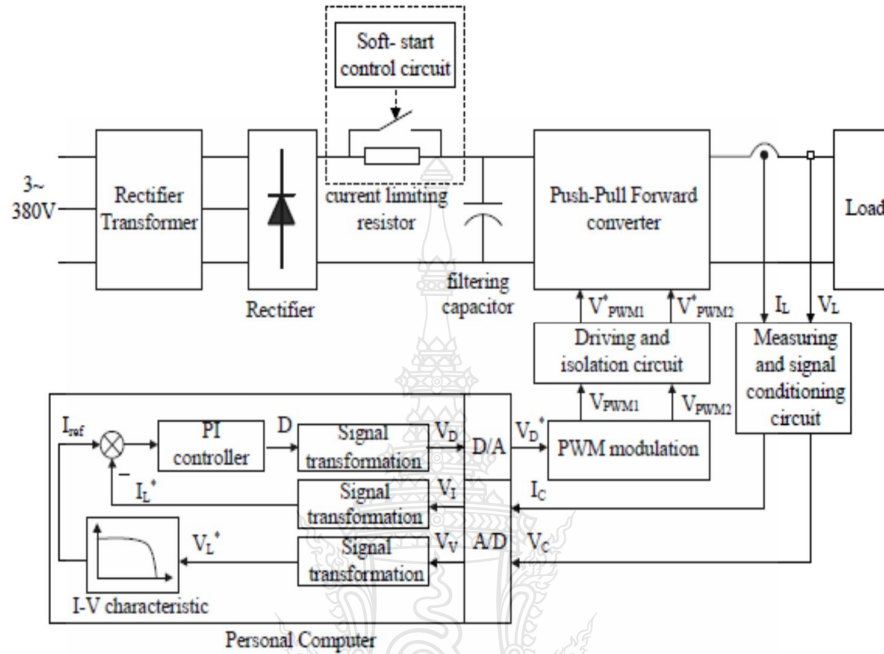 Soft- start
control circuit
3~
380V
Rectifier
Transformer
current limiting
resistor
Push-Pull Forward
converter
Load
Rectifier
filtering
capacitor
V*PWM1
V*PWM2
IL
VL
Driving and
isolation circuit
Measuring
and signal
conditioning
circuit
VPWM1
VPWM2
Iref
PI
controller
D
Signal
transformation
VD
D/A
VD*
PWM modulation
IL*
Signal
transformation
VI
IC
VL*
Signal
transformation
VV
A/D
VC
I-V characteristic
Personal Computer